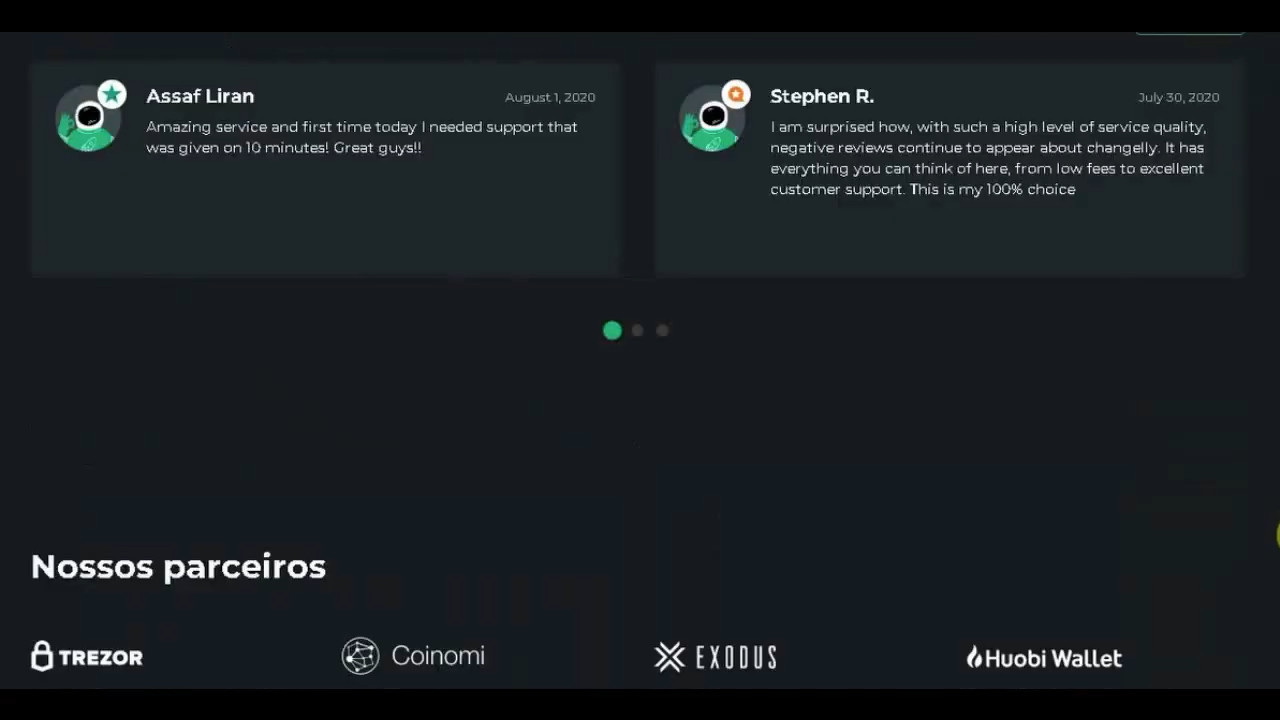 Assaf Liran
August 1, 2020
Amazing service and first time today I needed support that
was given on 10 minutes! Great guys!!
Stephen R.
July 30, 2020
I am surprised how, with such a high level of service quality,
negative reviews continue to appear about changelly. It has
everything you can think of here, from low fees to excellent
customer support. This is my 100% choice
Nossos parceiros
TREZOR
Coinomi
EXODUS
Huobi Wallet